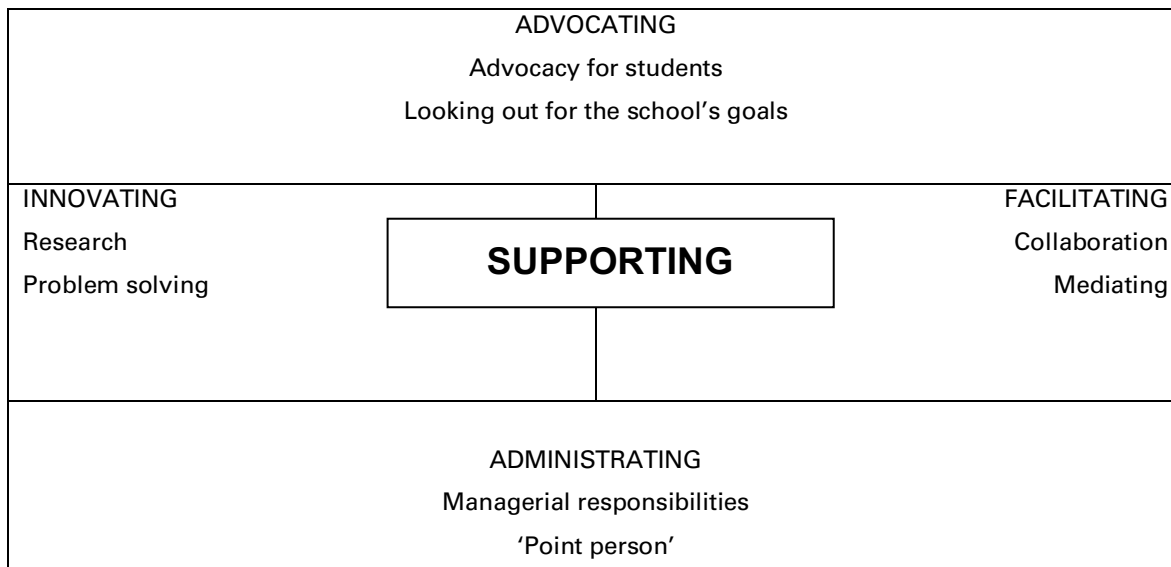 ADVOCATING
Advocacy for students
Looking out for the school’s goals
INNOVATING
Research
Problem solving
SUPPORTING
FACILITATING
Collaboration
Mediating
ADMINISTRATING
Managerial responsibilities
‘Point person’